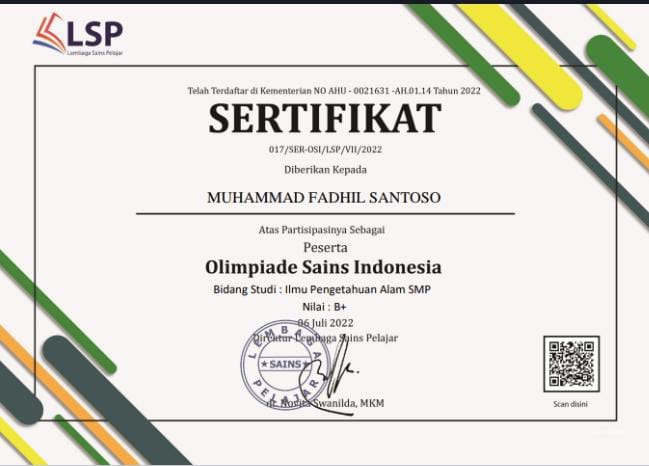 LSP
Lembaga Sains Pelajar
Telah Terdaftar di Kementerian NO AHU - 0021631 -AH.01.14 Tahun 2022
SERTIFIKAT
017/SER-OSI/LSP/VII/2022
Diberikan Kepada
MUHAMMAD FADHIL SANTOSO
Atas Partisipasinya Sebagai
Peserta
Olimpiade Sains Indonesia
Bidang Studi : Ilmu Pengetahuan Alam SMP
Nilai : B+
06 Juli 2022
Direktur Lembaga Sains Pelajar
LEMBAGA
SAINS
PELAJAR
dr. Novita Swanilda, MKM
Scan disini